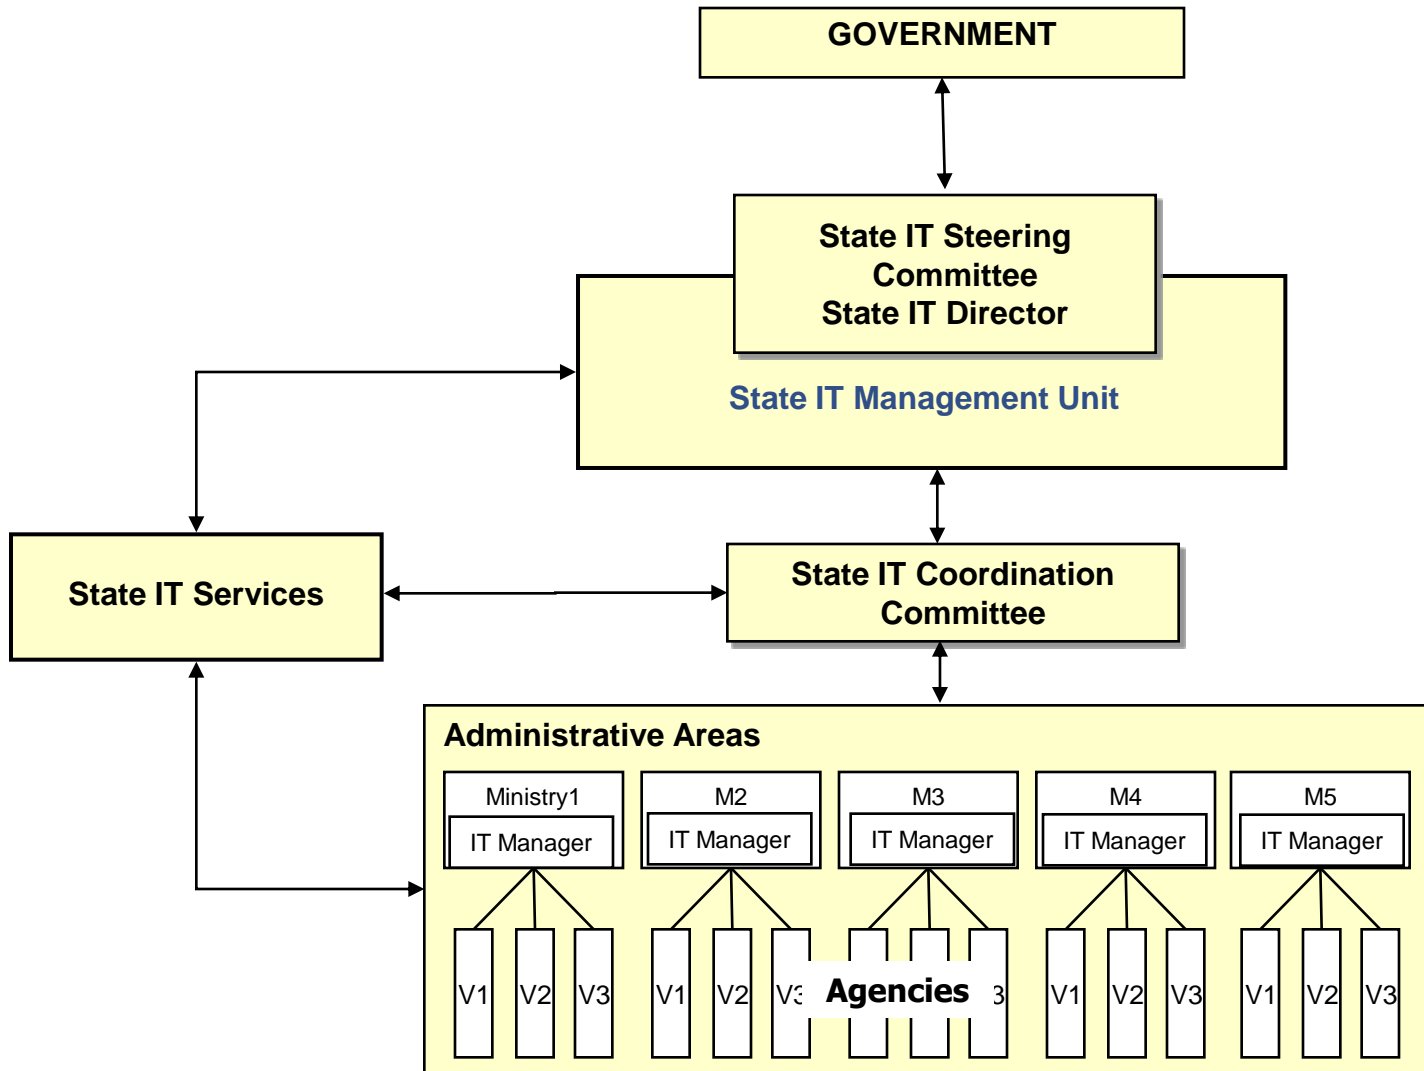 GOVERNMENT
State IT Steering
Committee
State IT Director
State IT Management Unit
State IT Services
State IT Coordination
Committee
Administrative Areas
Ministry1
IT Manager
M2
IT Manager
M3
IT Manager
M4
IT Manager
M5
IT Manager
V1 V2 V3
V1 V2
Agencies
V1 V2 V3
V1 V2 V3